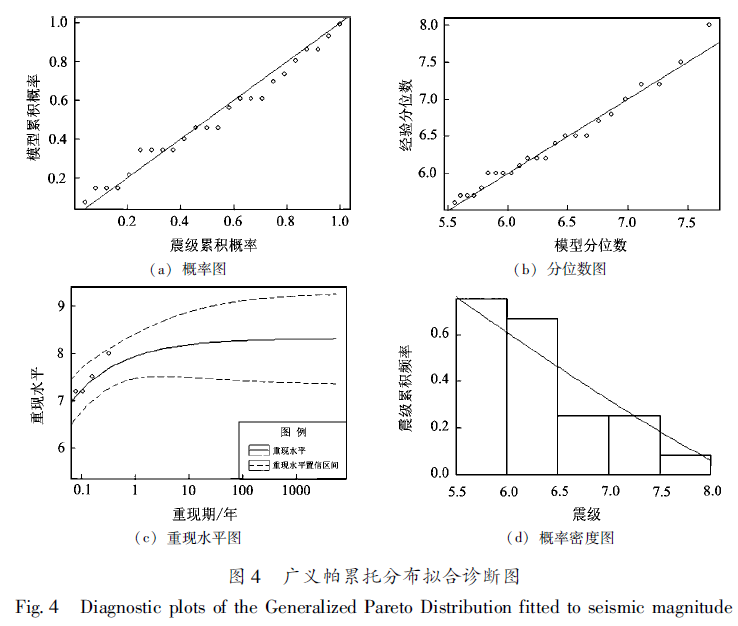 1.0
0.8
0.6
0.4
0.2
模型累积概率
0.2 0.4 0.6 0.8 1.0
震级累积概率
(a) 概率图
8.0
7.5
7.0
6.5
6.0
经验分位数
5.5 6.0 6.5 7.0 7.5
模型分位数
(b) 分位数图
9
8
7
6
重现水平
图 例
重现水平
重现水平置信区间
0.1 1 10 100 1000
重现期/年
(c) 重现水平图
0.6
0.4
0.2
0.0
震级累积频率
5.5 6.0 6.5 7.0 7.5 8.0
震级
(d) 概率密度图
图 4 广义帕累托分布拟合诊断图
Fig. 4 Diagnostic plots of the Generalized Pareto Distribution fitted to seismic magnitude